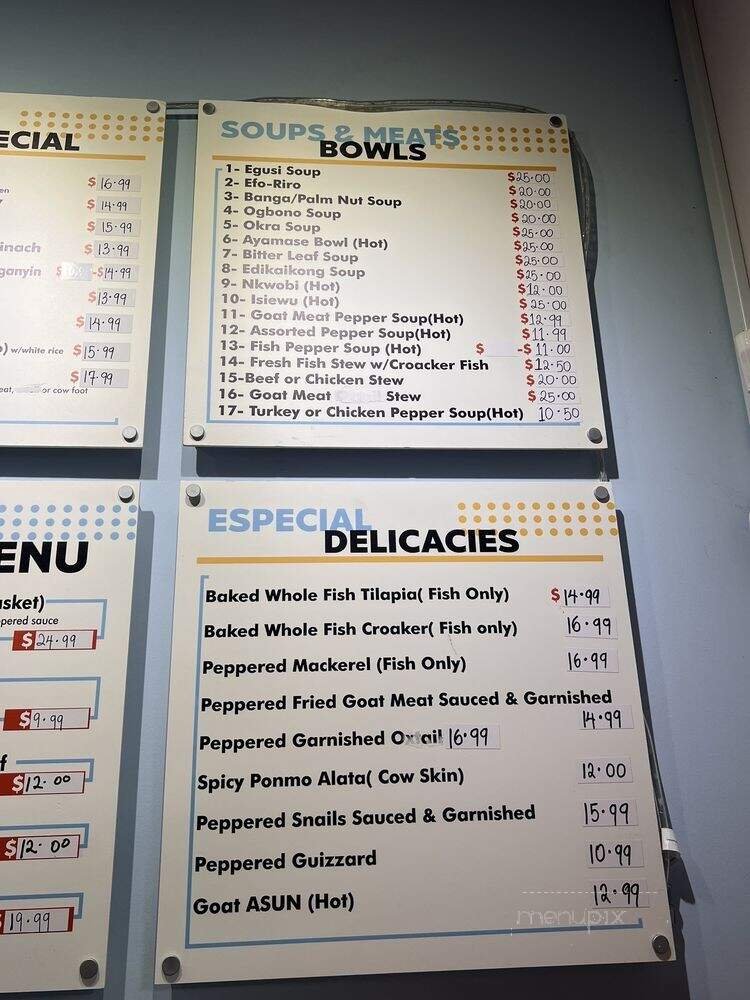 ECIAL
$ 16.99
$ 14.99
$ 15.99
inach $ 13.99
ganyin $ -$14.99
$13.99
$ 14.99
) w/white rice $15.99
$ 17.99
eat, or cow foot
SOUPS & MEATS
BOWLS
1- Egusi Soup $25.00
2- Efo-Riro $20.00
3- Banga/Palm Nut Soup $20.00
4- Ogbono Soup $20.00
5- Okra Soup $25.00
6- Ayamase Bowl (Hot) $25.00
7- Bitter Leaf Soup $25.00
8- Edikaikong Soup $25.00
9- Nkwobi (Hot) $12.00
10- Isiewu (Hot) $25.00
11- Goat Meat Pepper Soup(Hot) $12.99
12- Assorted Pepper Soup(Hot) $11.99
13- Fish Pepper Soup (Hot) $ -$ 11.00
14- Fresh Fish Stew w/Croacker Fish $12.50
15-Beef or Chicken Stew $20.00
16- Goat Meat Stew $25.00
17- Turkey or Chicken Pepper Soup(Hot) 10.50
ENU
asket)
pered sauce
$24.99
$9.99
f
$12.00
$12.00
19.99
ESPECIAL
DELICACIES
Baked Whole Fish Tilapia( Fish Only) $14.99
Baked Whole Fish Croaker( Fish only) 16.99
Peppered Mackerel (Fish Only) 16.99
Peppered Fried Goat Meat Sauced & Garnished
14.99
Peppered Garnished Oxtail 16.99
Spicy Ponmo Alata( Cow Skin) 12.00
Peppered Snails Sauced & Garnished 15.99
Peppered Guizzard 10.99
Goat ASUN (Hot) 12.99
menupix